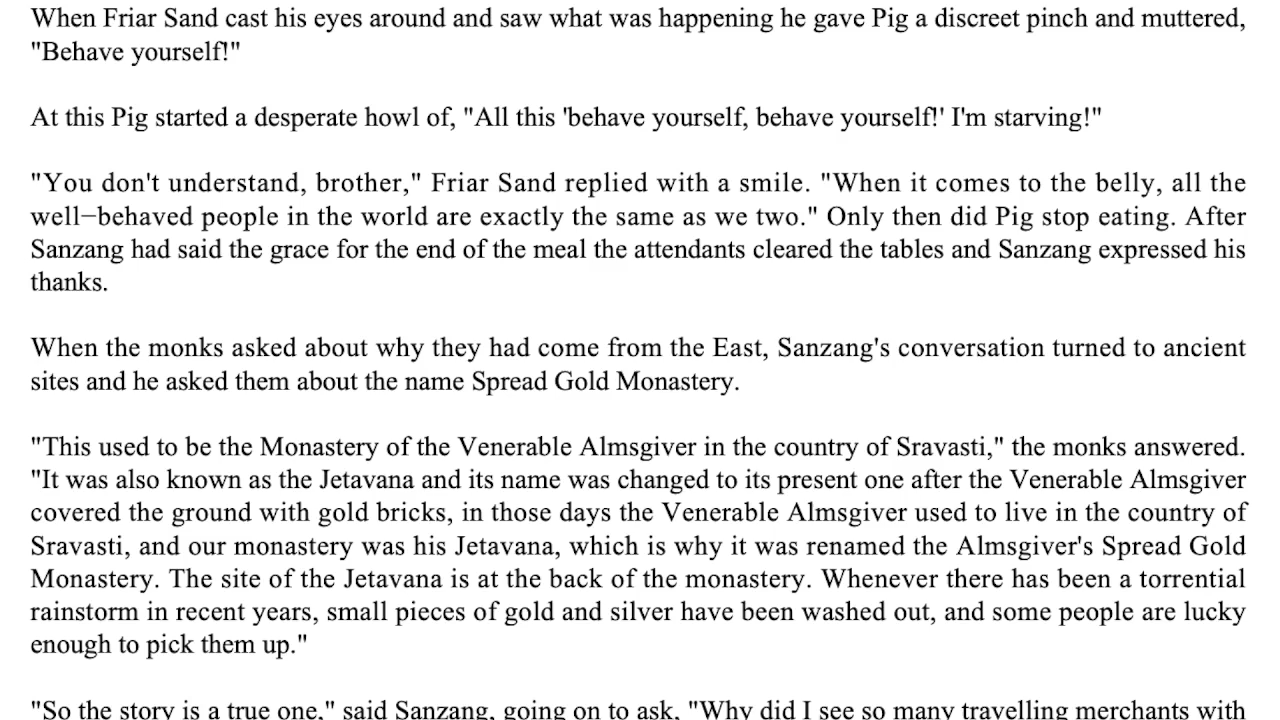 When Friar Sand cast his eyes around and saw what was happening he gave Pig a discreet pinch and muttered,
"Behave yourself!"
At this Pig started a desperate howl of, "All this 'behave yourself, behave yourself!' I'm starving!"
"You don't understand, brother," Friar Sand replied with a smile. "When it comes to the belly, all the
well−behaved people in the world are exactly the same as we two." Only then did Pig stop eating. After
Sanzang had said the grace for the end of the meal the attendants cleared the tables and Sanzang expressed his
thanks.
When the monks asked about why they had come from the East, Sanzang's conversation turned to ancient
sites and he asked them about the name Spread Gold Monastery.
"This used to be the Monastery of the Venerable Almsgiver in the country of Sravasti," the monks answered.
"It was also known as the Jetavana and its name was changed to its present one after the Venerable Almsgiver
covered the ground with gold bricks, in those days the Venerable Almsgiver used to live in the country of
Sravasti, and our monastery was his Jetavana, which is why it was renamed the Almsgiver's Spread Gold
Monastery. The site of the Jetavana is at the back of the monastery. Whenever there has been a torrential
rainstorm in recent years, small pieces of gold and silver have been washed out, and some people are lucky
enough to pick them up."
"So the story is a true one," said Sanzang, going on to ask, "Why did I see so many travelling merchants with